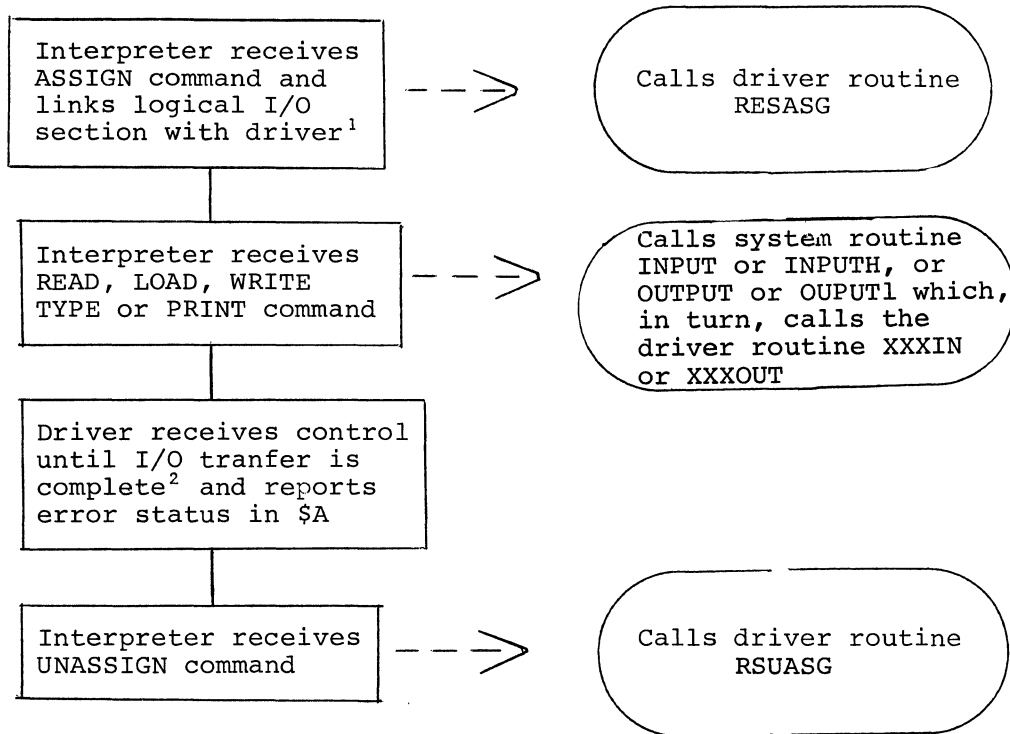 Interpreter receives
ASSIGN command and
links logical I/O
section with driver¹
Calls driver routine
RESASG
Interpreter receives
READ, LOAD, WRITE
TYPE or PRINT command
Calls system routine
INPUT or INPUTH, or
OUTPUT or OUPUT1 which,
in turn, calls the
driver routine XXXIN
or XXXOUT
Driver receives control
until I/O tranfer is
complete² and reports
error status in $A
Interpreter receives
UNASSIGN command
Calls driver routine
RSUASG